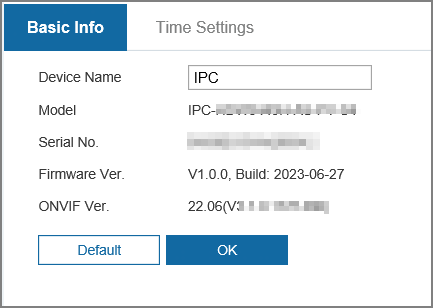 Basic Info Time Settings
Device Name IPC
Model IPC-
Serial No.
Firmware Ver. V1.0.0, Build: 2023-06-27
ONVIF Ver. 22.06(V3
Default OK